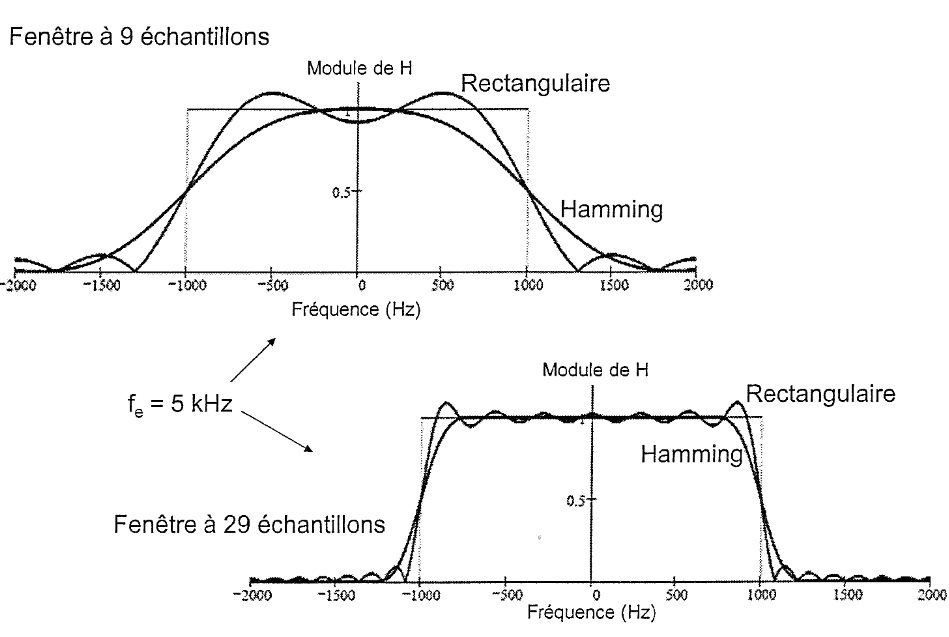 Fenêtre à 9 échantillons
Module de H
Rectangulaire
1
0.5
Hamming
−2000 −1500 −1000 −500 0 500 1000 1500 2000
Fréquence (Hz)
fe = 5 kHz
Module de H
Rectangulaire
1
Hamming
0.5
Fenêtre à 29 échantillons
−2000 −1500 −1000 −500 0 500 1000 1500 2000
Fréquence (Hz)